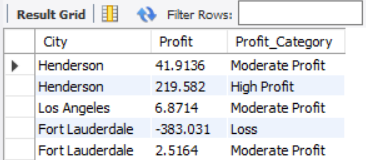 Result Grid Filter Rows:
City Profit Profit_Category
Henderson 41.9136 Moderate Profit
Henderson 219.582 High Profit
Los Angeles 6.8714 Moderate Profit
Fort Lauderdale -383.031 Loss
Fort Lauderdale 2.5164 Moderate Profit